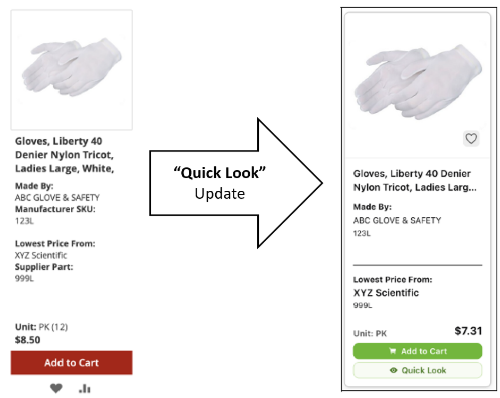 Gloves, Liberty 40
Denier Nylon Tricot,
Ladies Large, White,
Made By:
ABC GLOVE & SAFETY
Manufacturer SKU:
123L
Lowest Price From:
XYZ Scientific
Supplier Part:
999L
Unit: PK (12)
$8.50
Add to Cart
“Quick Look”
Update
Gloves, Liberty 40 Denier
Nylon Tricot, Ladies Larg...
Made By:
ABC GLOVE & SAFETY
123L
Lowest Price From:
XYZ Scientific
999L
Unit: PK
$7.31
Add to Cart
Quick Look